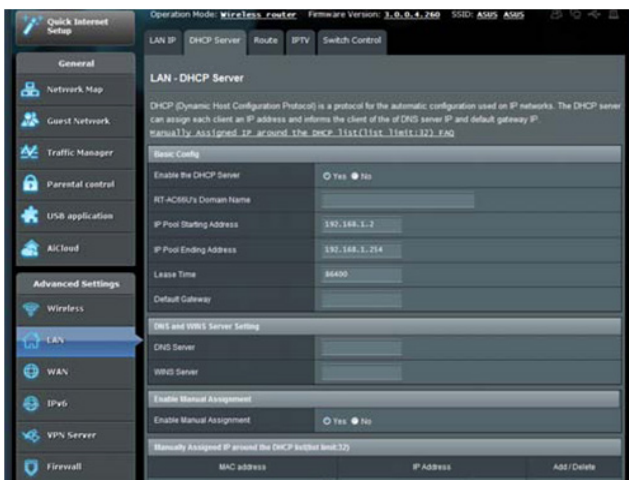 Quick Internet
Setup
Operation Mode: Wireless router Firmware Version: 3.0.0.4.260 SSID: ASUS ASUS
LAN IP DHCP Server Route IPTV Switch Control
General
Network Map
Guest Network
Traffic Manager
Parental control
USB application
AiCloud
Advanced Settings
Wireless
LAN
WAN
IPv6
VPN Server
Firewall
LAN - DHCP Server
DHCP (Dynamic Host Configuration Protocol) is a protocol for the automatic configuration used on IP networks. The DHCP server
can assign each client an IP address and informs the client of the of DNS server IP and default gateway IP.
Manually Assigned IP around the DHCP list(list limit:32) FAQ
Basic Config
Enable the DHCP Server Yes No
RT-AC66U's Domain Name
IP Pool Starting Address 192.168.1.2
IP Pool Ending Address 192.168.1.254
Lease Time 86400
Default Gateway
DNS and WINS Server Setting
DNS Server
WINS Server
Enable Manual Assignment
Enable Manual Assignment Yes No
Manually Assigned IP around the DHCP list(list limit:32)
MAC address IP Address Add / Delete